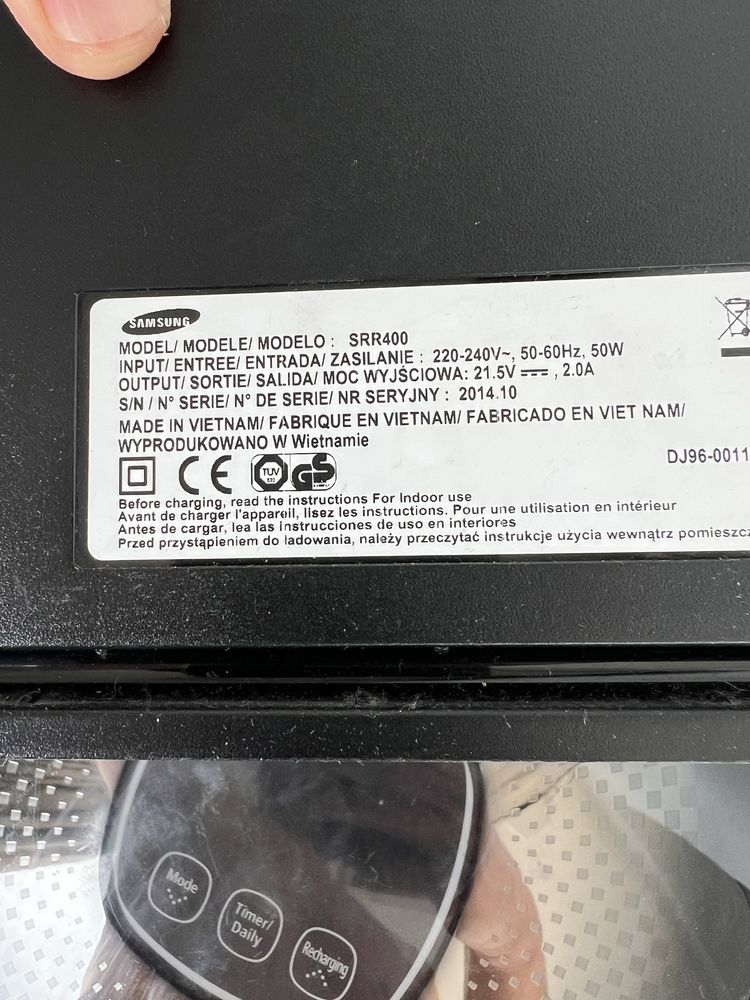 SAMSUNG
MODEL/ MODELE/ MODELO : SRR400
INPUT/ ENTREE/ ENTRADA/ ZASILANIE : 220-240V~, 50-60Hz, 50W
OUTPUT/ SORTIE/ SALIDA/ MOC WYJŚCIOWA: 21.5V ⎓ , 2.0A
S/N / N° SERIE/ N° DE SERIE/ NR SERYJNY : 2014.10
MADE IN VIETNAM/ FABRIQUE EN VIETNAM/ FABRICADO EN VIET NAM/
WYPRODUKOWANO W Wietnamie
DJ96-0011
CE TUV GS
Before charging, read the instructions For Indoor use
Avant de charger l'appareil, lisez les instructions. Pour une utilisation en intérieur
Antes de cargar, lea las instrucciones de uso en interiores
Przed przystąpieniem do ładowania, należy przeczytać instrukcje użycia wewnątrz pomieszcz
Mode
Timer/
Daily
Recharging